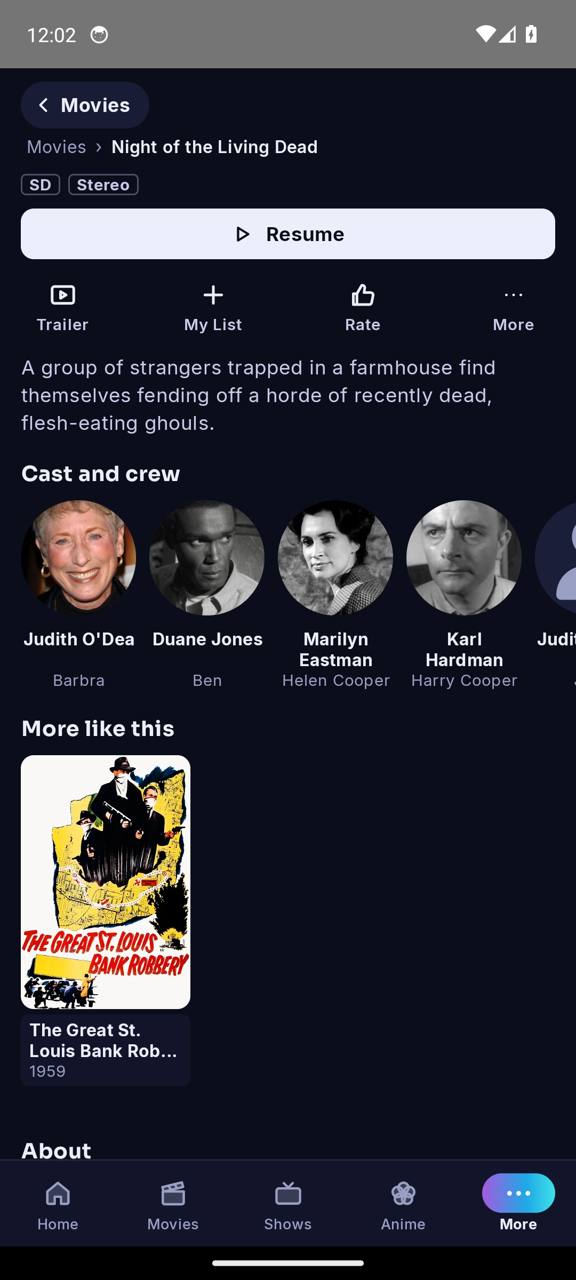 12:02
Movies
Movies › Night of the Living Dead
SD Stereo
Resume
Trailer My List Rate More
A group of strangers trapped in a farmhouse find
themselves fending off a horde of recently dead,
flesh-eating ghouls.
Cast and crew
Judith O'Dea Duane Jones Marilyn Eastman Karl Hardman
Barbra Ben Helen Cooper Harry Cooper
More like this
THE GREAT ST. LOUIS
BANK ROBBERY
The Great St.
Louis Bank Rob...
1959
About
Home Movies Shows Anime More